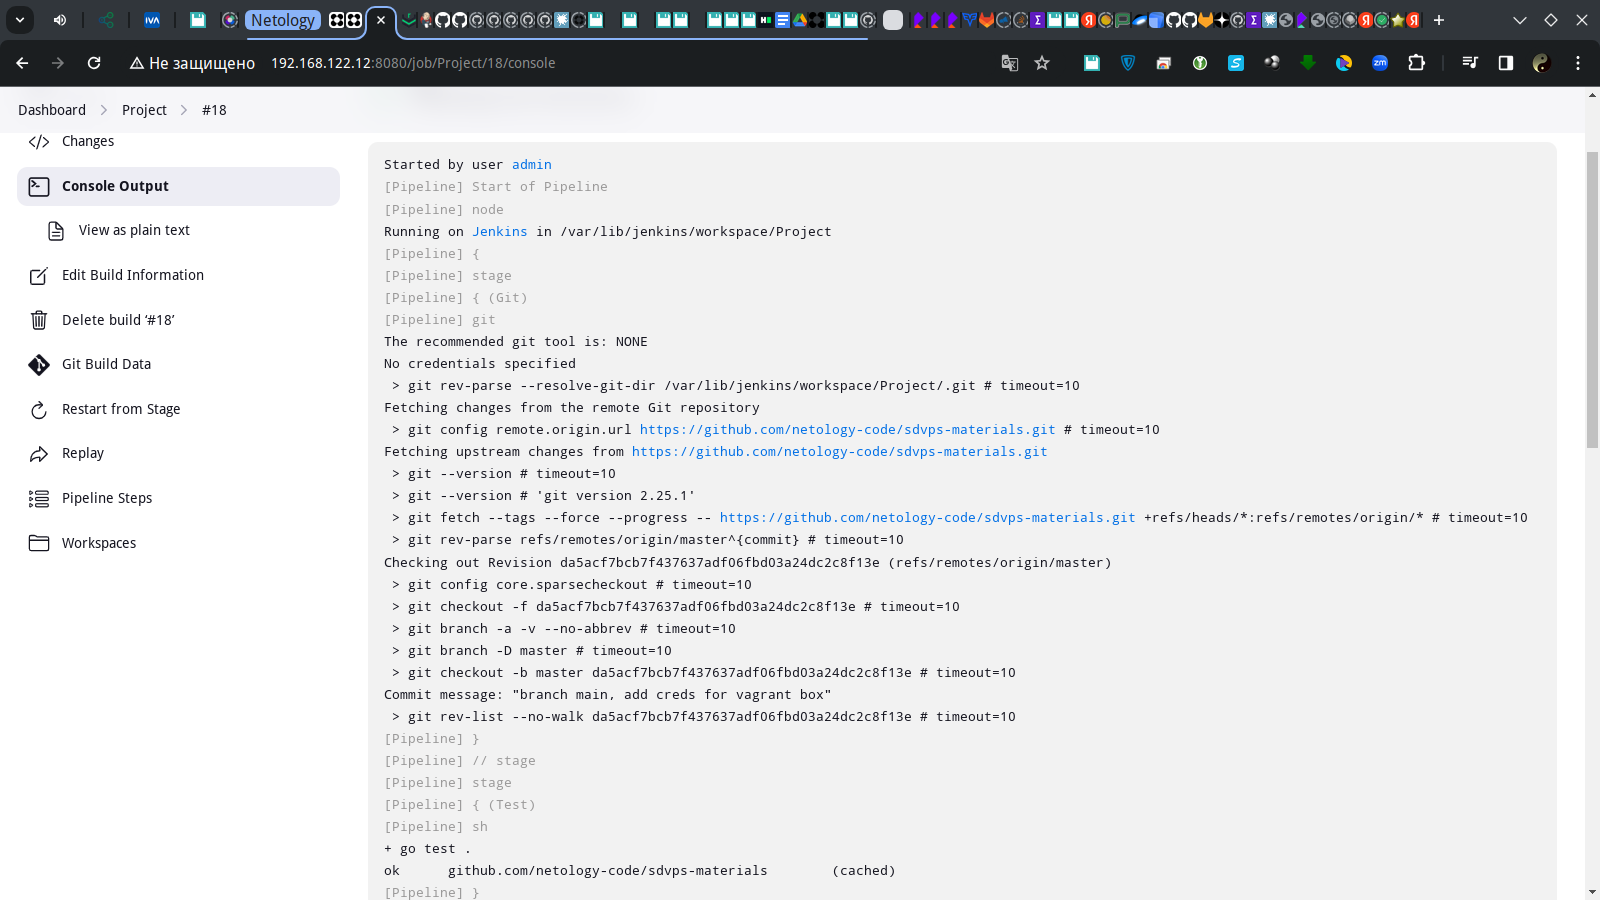 Netology
Не защищено
192.168.122.12:8080/job/Project/18/console
Dashboard
Project
#18
Changes
Console Output
View as plain text
Edit Build Information
Delete build ‘#18’
Git Build Data
Restart from Stage
Replay
Pipeline Steps
Workspaces
Started by user admin
[Pipeline] Start of Pipeline
[Pipeline] node
Running on Jenkins in /var/lib/jenkins/workspace/Project
[Pipeline] {
[Pipeline] stage
[Pipeline] { (Git)
[Pipeline] git
The recommended git tool is: NONE
No credentials specified
> git rev-parse --resolve-git-dir /var/lib/jenkins/workspace/Project/.git # timeout=10
Fetching changes from the remote Git repository
> git config remote.origin.url https://github.com/netology-code/sdvps-materials.git # timeout=10
Fetching upstream changes from https://github.com/netology-code/sdvps-materials.git
> git --version # timeout=10
> git --version # 'git version 2.25.1'
> git fetch --tags --force --progress -- https://github.com/netology-code/sdvps-materials.git +refs/heads/*:refs/remotes/origin/* # timeout=10
> git rev-parse refs/remotes/origin/master^{commit} # timeout=10
Checking out Revision da5acf7bcb7f437637adf06fbd03a24dc2c8f13e (refs/remotes/origin/master)
> git config core.sparsecheckout # timeout=10
> git checkout -f da5acf7bcb7f437637adf06fbd03a24dc2c8f13e # timeout=10
> git branch -a -v --no-abbrev # timeout=10
> git branch -D master # timeout=10
> git checkout -b master da5acf7bcb7f437637adf06fbd03a24dc2c8f13e # timeout=10
Commit message: "branch main, add creds for vagrant box"
> git rev-list --no-walk da5acf7bcb7f437637adf06fbd03a24dc2c8f13e # timeout=10
[Pipeline] }
[Pipeline] // stage
[Pipeline] stage
[Pipeline] { (Test)
[Pipeline] sh
+ go test .
ok github.com/netology-code/sdvps-materials (cached)
[Pipeline] }